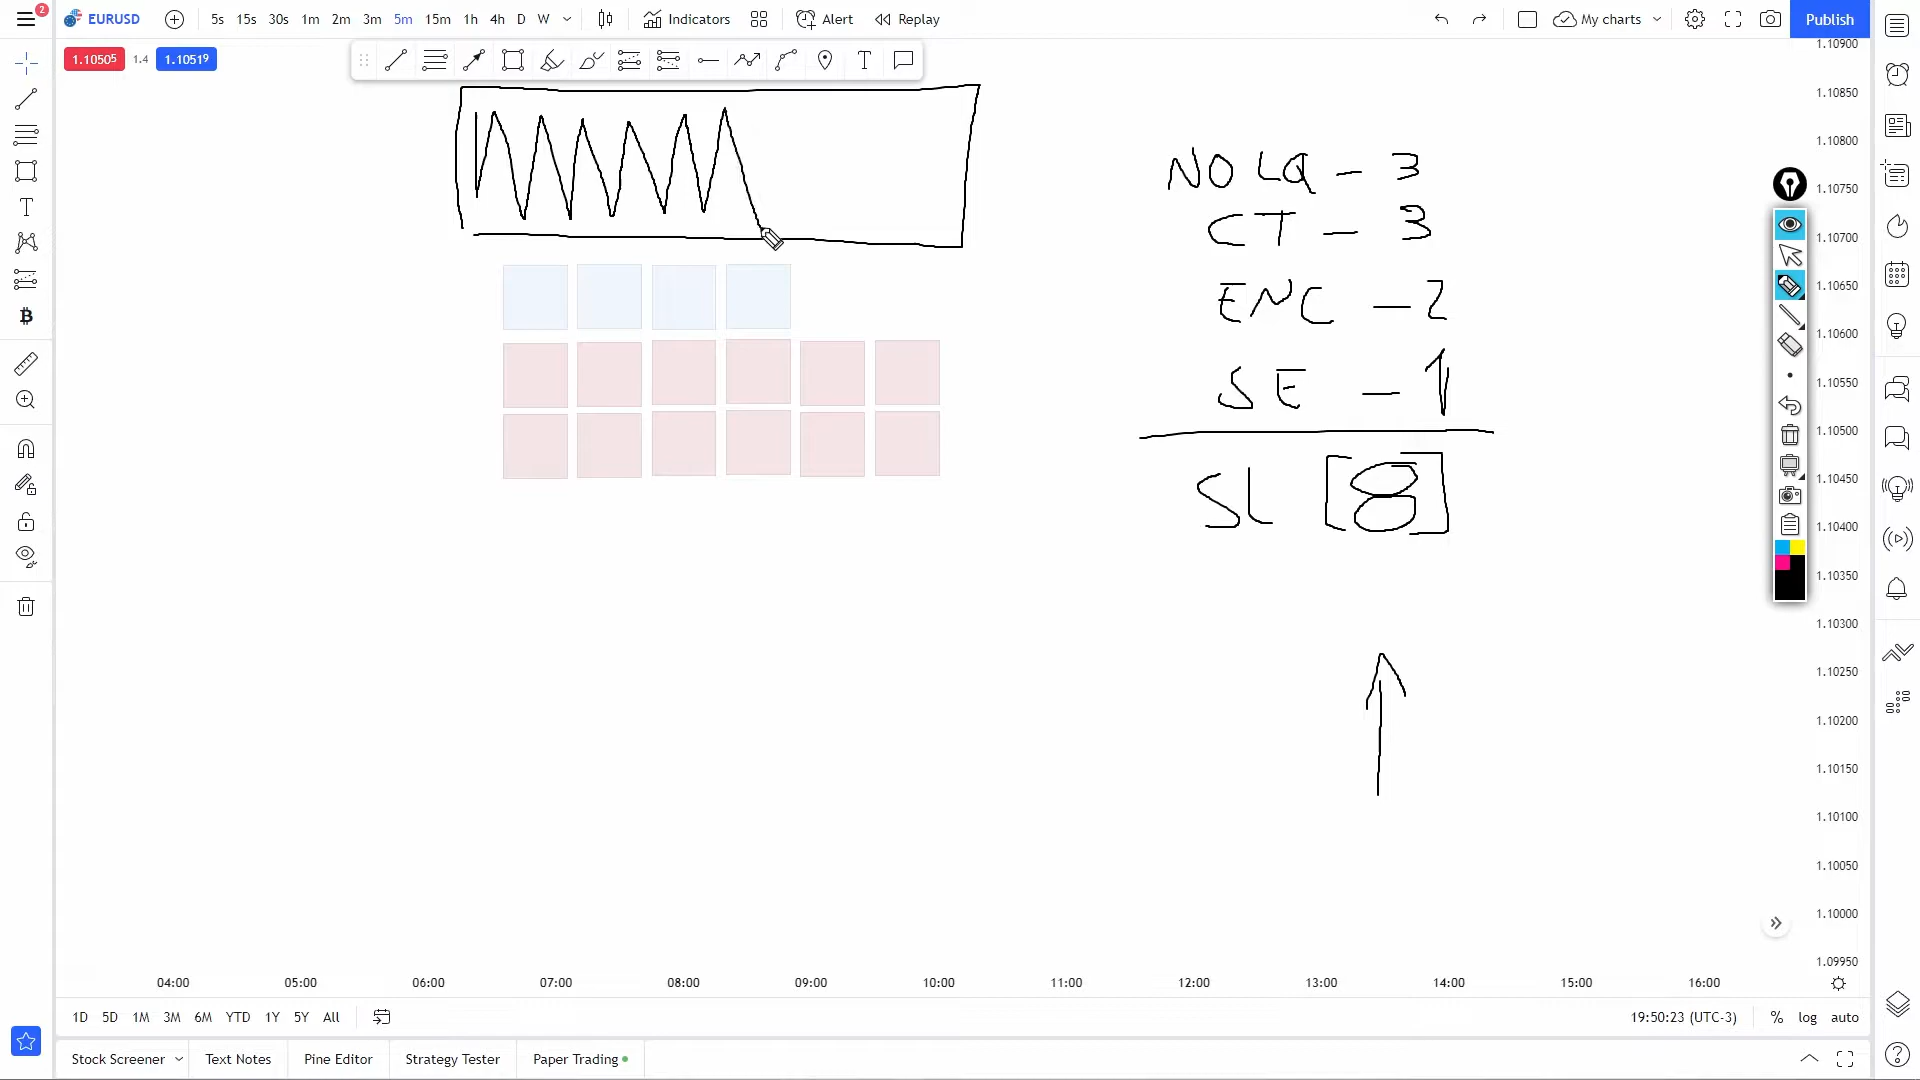 2 EURUSD 5s 15s 30s 1m 2m 3m 5m 15m 1h 4h D W Indicators Alert Replay My charts Publish
1.10505 1.4 1.10519
1.10900
1.10850
1.10800
1.10750
1.10700
1.10650
1.10600
1.10550
1.10500
1.10450
1.10400
1.10350
1.10300
1.10250
1.10200
1.10150
1.10100
1.10050
1.10000
1.09950
NO LQ - 3
CT - 3
ENC - 2
SE - 1
SL [8]
04:00 05:00 06:00 07:00 08:00 09:00 10:00 11:00 12:00 13:00 14:00 15:00 16:00
1D 5D 1M 3M 6M YTD 1Y 5Y All 19:50:23 (UTC-3) % log auto
Stock Screener Text Notes Pine Editor Strategy Tester Paper Trading